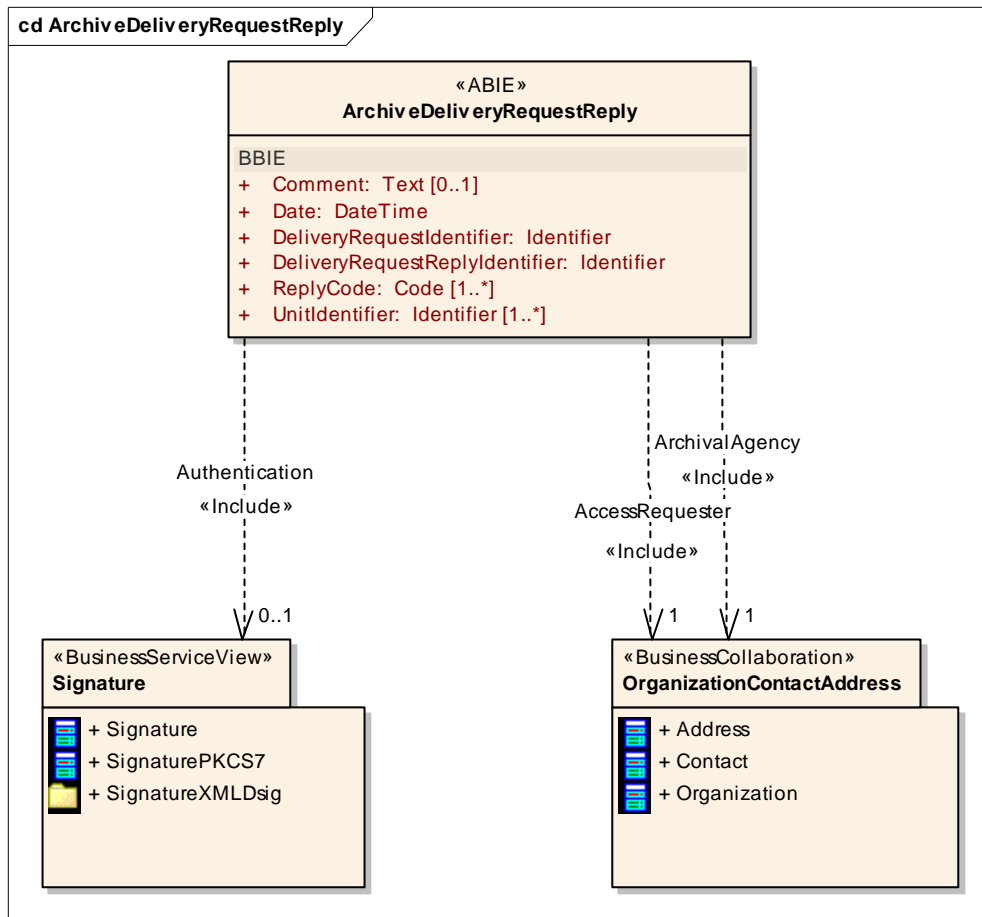 cd ArchiveDeliveryRequestReply
«ABIE»
ArchiveDeliveryRequestReply
BBIE
+ Comment: Text [0..1]
+ Date: DateTime
+ DeliveryRequestIdentifier: Identifier
+ DeliveryRequestReplyIdentifier: Identifier
+ ReplyCode: Code [1..*]
+ UnitIdentifier: Identifier [1..*]
Authentication
«Include»
0..1
AccessRequester
«Include»
1
ArchivalAgency
«Include»
1
«BusinessServiceView»
Signature
+ Signature
+ SignaturePKCS7
+ SignatureXMLDsig
«BusinessCollaboration»
OrganizationContactAddress
+ Address
+ Contact
+ Organization